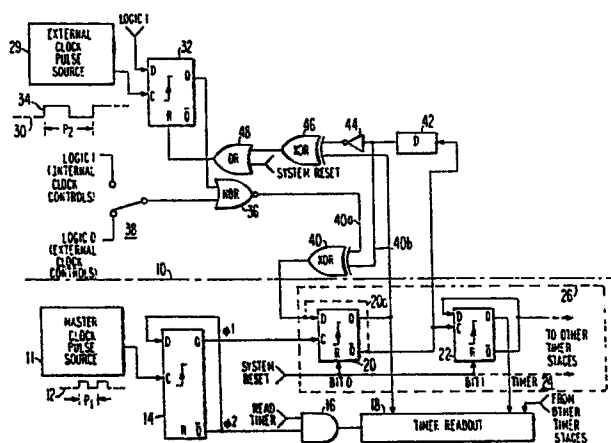 LOGIC 1
29
EXTERNAL
CLOCK PULSE
SOURCE
32
D Q
C Q
R
34
30
P2
42
D
44
46
XOR
48
OR
SYSTEM RESET
LOGIC 1
(INTERNAL
CLOCK
CONTROLS)
NOR
36
38
LOGIC 0
(EXTERNAL
CLOCK
CONTROLS)
40a
40
XOR
40b
10
11
MASTER
CLOCK
PULSE
SOURCE
12
P1
D Q
C
R Q
14
Φ1
Φ2
20a
D Q
C
R Q
20
BIT 0
26
D Q
C
R Q
22
BIT 1
TO OTHER
TIMER
STAGES
SYSTEM
RESET
TIMER 24
READ
TIMER
16
18
TIMER READOUT
FROM
OTHER
TIMER
STAGES